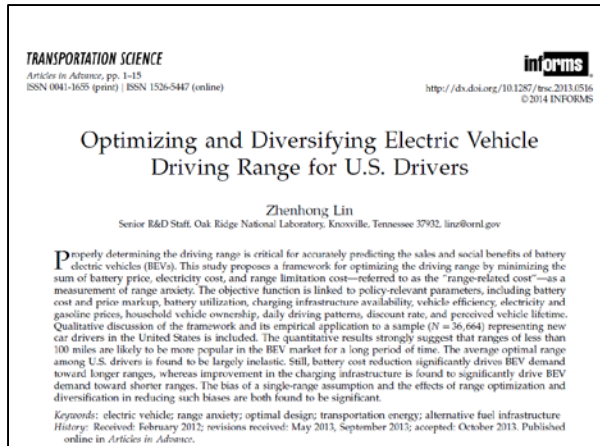 TRANSPORTATION SCIENCE
Articles in Advance, pp. 1–15
ISSN 0041-1655 (print) | ISSN 1526-5447 (online)
informs
http://dx.doi.org/10.1287/trsc.2013.0516
©2014 INFORMS
Optimizing and Diversifying Electric Vehicle
Driving Range for U.S. Drivers
Zhenhong Lin
Senior R&D Staff, Oak Ridge National Laboratory, Knoxville, Tennessee 37932, linz@ornl.gov
Properly determining the driving range is critical for accurately predicting the sales and social benefits of battery
electric vehicles (BEVs). This study proposes a framework for optimizing the driving range by minimizing the
sum of battery price, electricity cost, and range limitation cost—referred to as the "range-related cost"—as a
measurement of range anxiety. The objective function is linked to policy-relevant parameters, including battery
cost and price markup, battery utilization, charging infrastructure availability, vehicle efficiency, electricity and
gasoline prices, household vehicle ownership, daily driving patterns, discount rate, and perceived vehicle lifetime.
Qualitative discussion of the framework and its empirical application to a sample (N = 36,664) representing new
car drivers in the United States is included. The quantitative results strongly suggest that ranges of less than
100 miles are likely to be more popular in the BEV market for a long period of time. The average optimal range
among U.S. drivers is found to be largely inelastic. Still, battery cost reduction significantly drives BEV demand
toward longer ranges, whereas improvement in the charging infrastructure is found to significantly drive BEV
demand toward shorter ranges. The bias of a single-range assumption and the effects of range optimization and
diversification in reducing such biases are both found to be significant.
Keywords: electric vehicle; range anxiety; optimal design; transportation energy; alternative fuel infrastructure
History: Received: February 2012; revisions received: May 2013, September 2013; accepted: October 2013. Published
online in Articles in Advance.